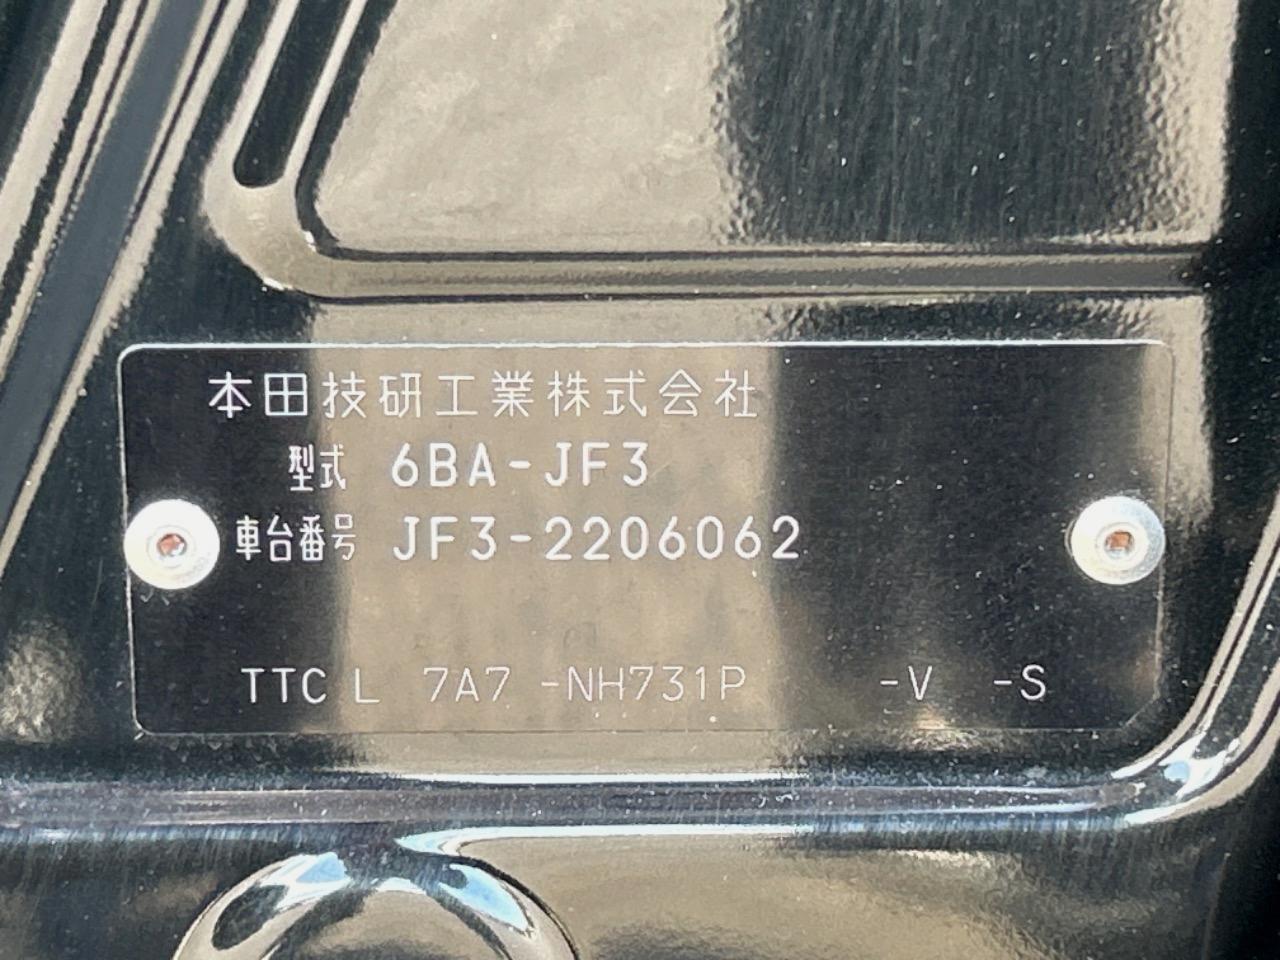 本田技研工業株式会社
型式 6BA-JF3
車台番号 JF3-2206062
TTC L 7A7 -NH731P -V -S